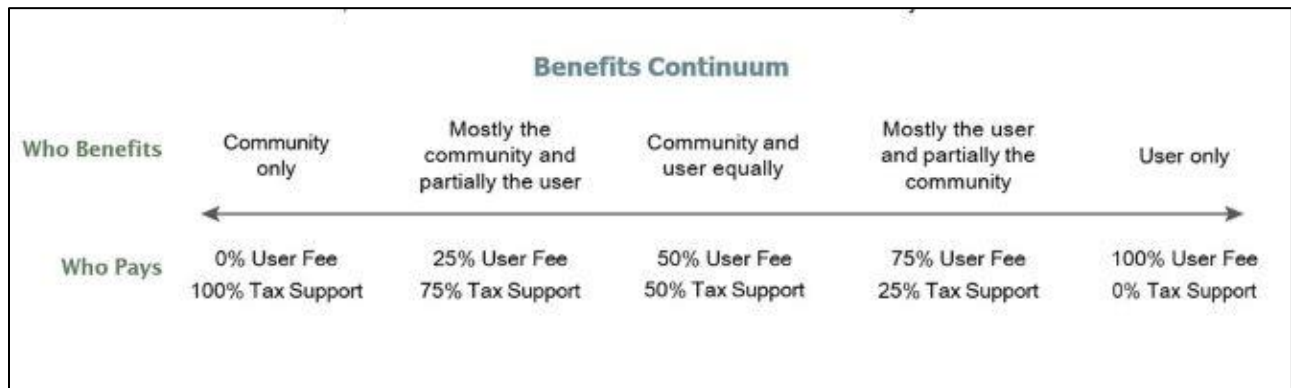 Benefits Continuum
Who Benefits
Community
only
Mostly the
community and
partially the user
Community and
user equally
Mostly the user
and partially the
community
User only
Who Pays
0% User Fee
100% Tax Support
25% User Fee
75% Tax Support
50% User Fee
50% Tax Support
75% User Fee
25% Tax Support
100% User Fee
0% Tax Support